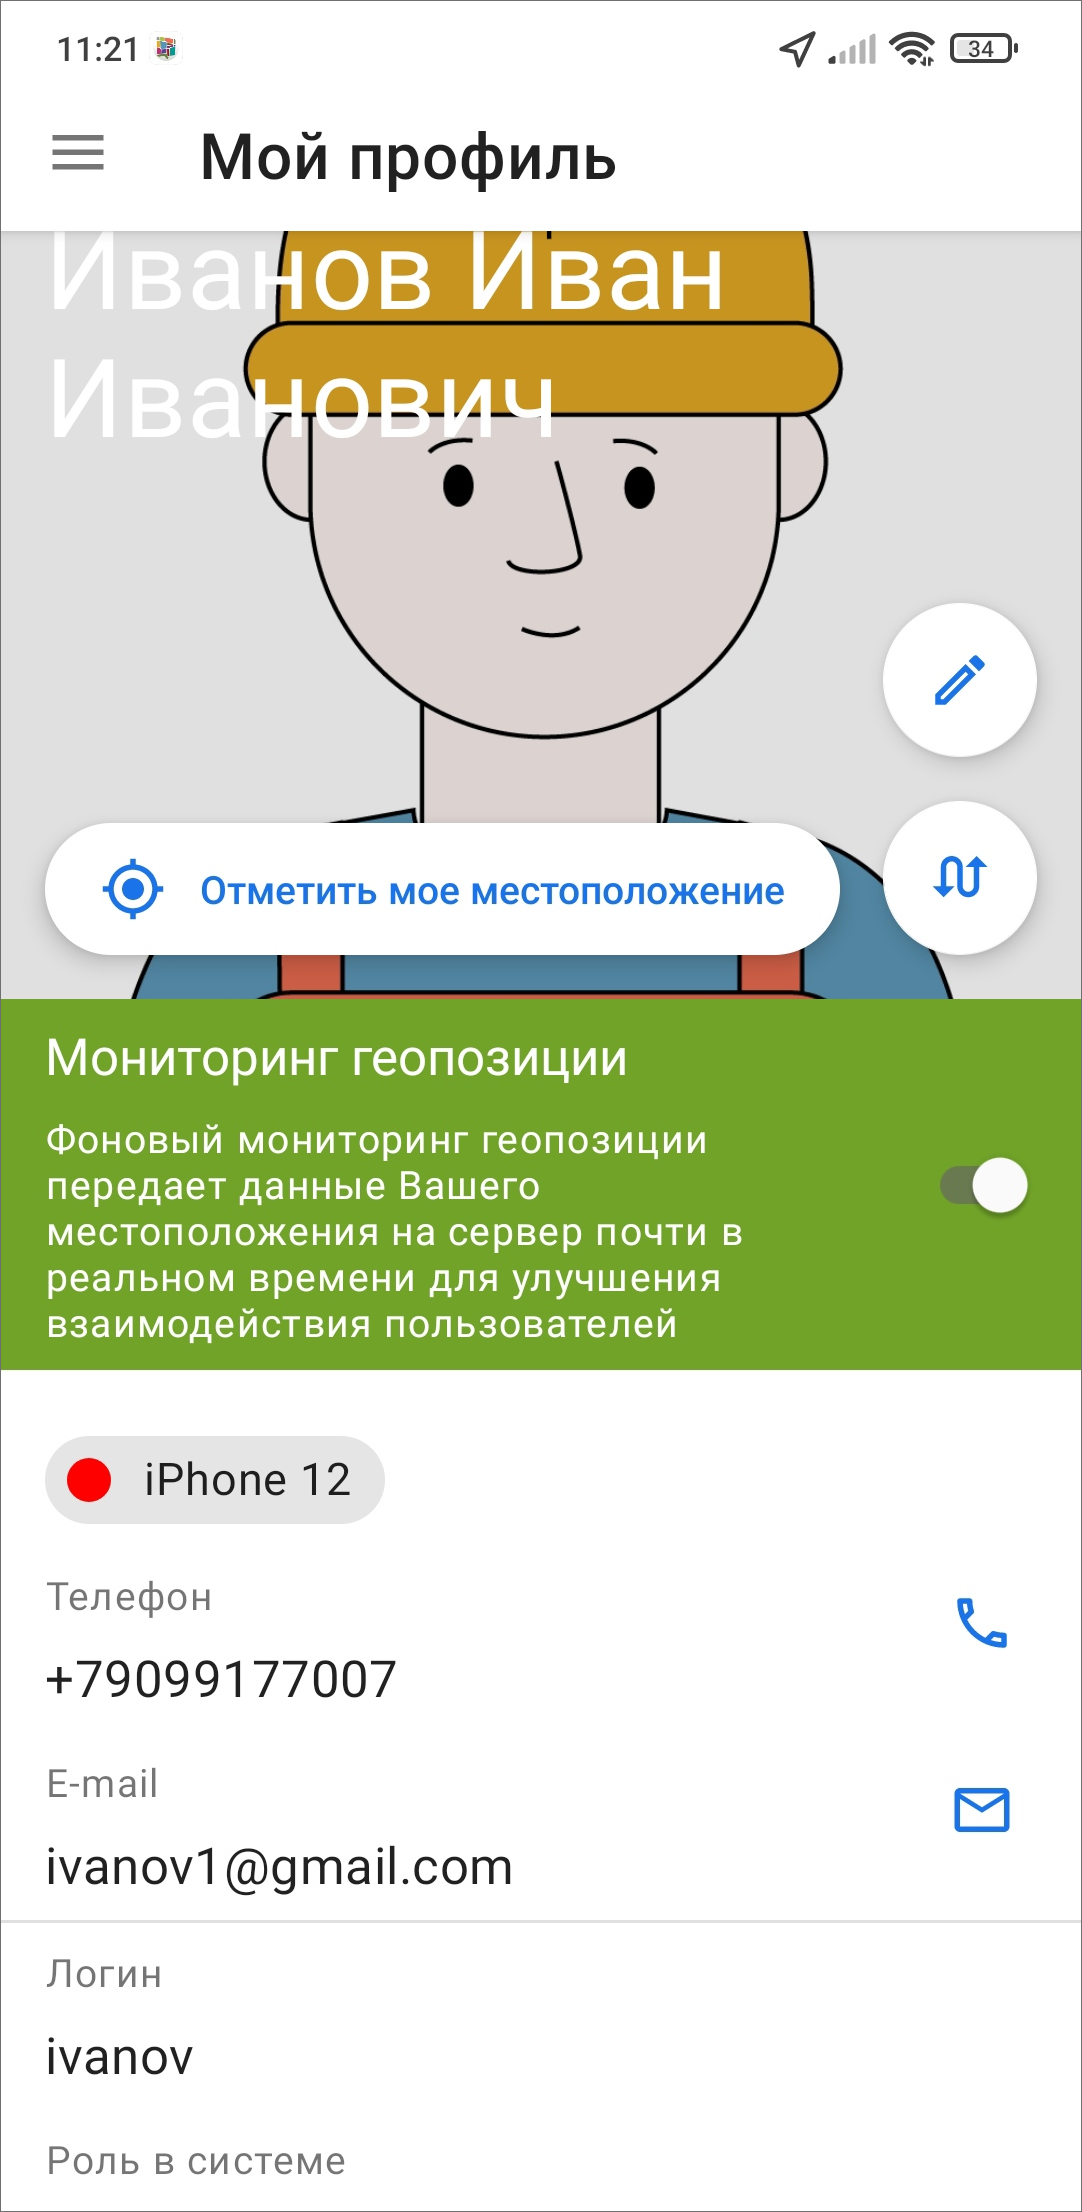 11:21
34
Мой профиль
Иванов Иван
Иванович
Отметить мое местоположение
Мониторинг геопозиции
Фоновый мониторинг геопозиции
передает данные Вашего
местоположения на сервер почти в
реальном времени для улучшения
взаимодействия пользователей
iPhone 12
Телефон
+79099177007
E-mail
ivanov1@gmail.com
Логин
ivanov
Роль в системе